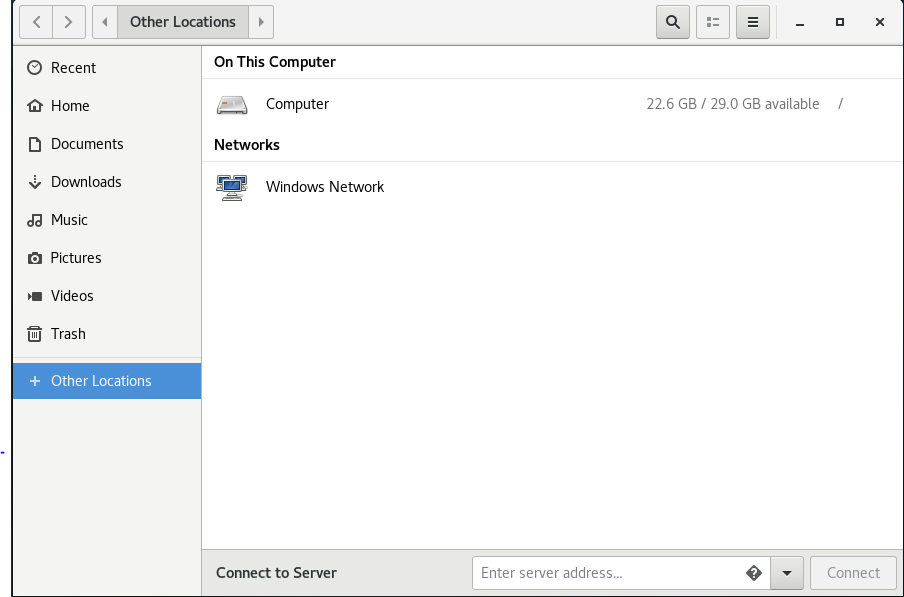 Other Locations
Recent
Home
Documents
Downloads
Music
Pictures
Videos
Trash
Other Locations
On This Computer
Computer 22.6 GB / 29.0 GB available /
Networks
Windows Network
Connect to Server Enter server address... Connect